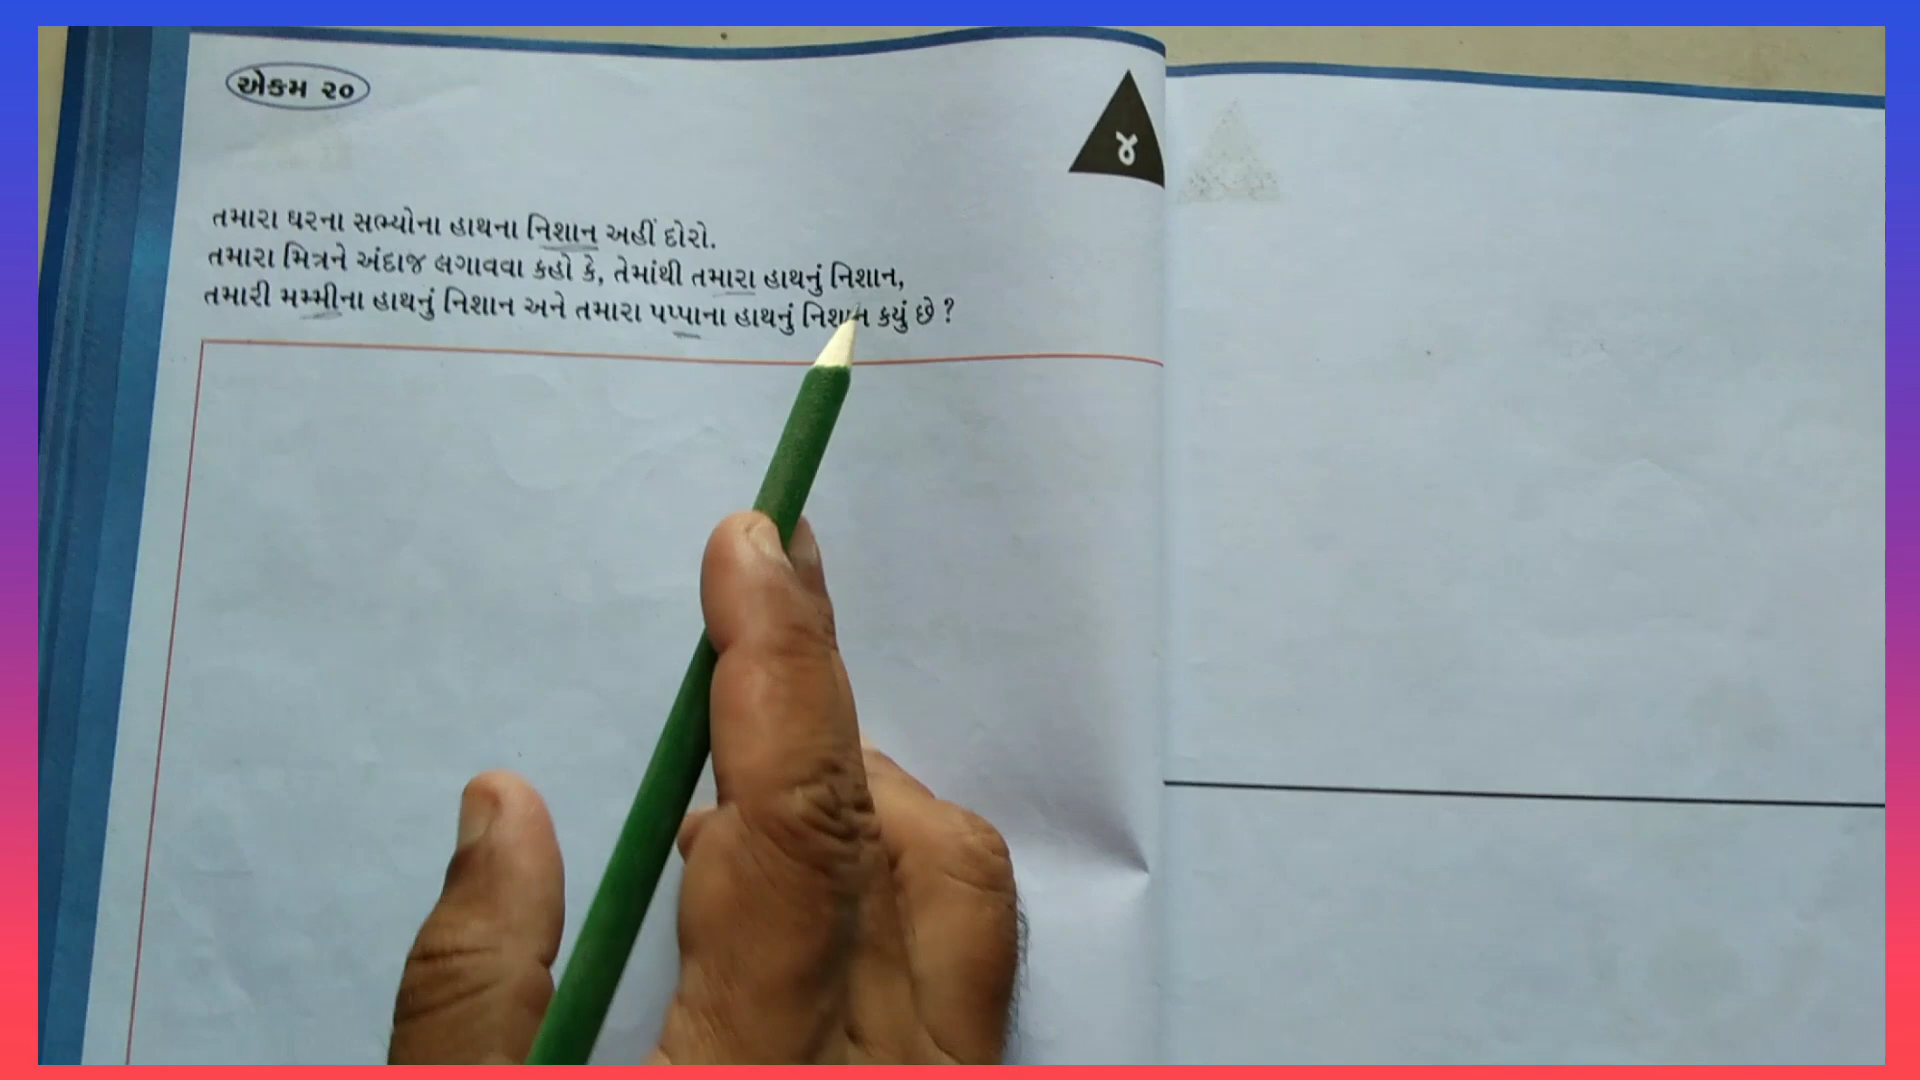 એકમ ૨૦
૪
તમારા ઘરના સભ્યોના હાથના નિશાન અહીં દોરો.
તમારા મિત્રને અંદાજ લગાવવા કહો કે, તેમાંથી તમારા હાથનું નિશાન,
તમારી મમ્મીના હાથનું નિશાન અને તમારા પપ્પાના હાથનું નિશાન કયું છે ?